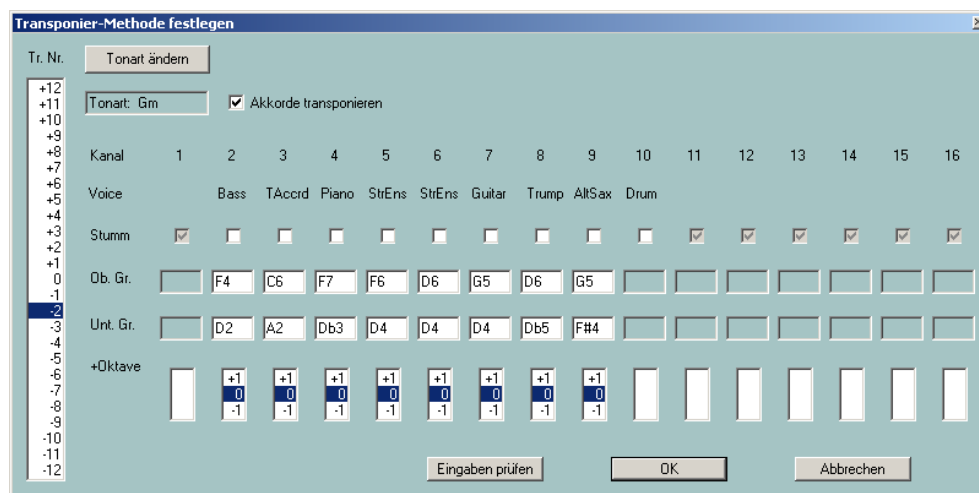 Transponier-Methode festlegen
Tr. Nr.
Tonart ändern
+12
+11
+10
+9
+8
+7
+6
+5
+4
+3
+2
+1
0
-1
-2
-3
-4
-5
-6
-7
-8
-9
-10
-11
-12
Tonart: Gm
Akkorde transponieren
Kanal 1 2 3 4 5 6 7 8 9 10 11 12 13 14 15 16
Voice Bass TAccrd Piano StrEns StrEns Guitar Trump AltSax Drum
Stumm
Ob. Gr. F4 C6 F7 F6 D6 G5 D6 G5
Unt. Gr. D2 A2 Db3 D4 D4 D4 Db5 F#4
+Oktave
+1 +1 +1 +1 +1 +1 +1 +1
0 0 0 0 0 0 0 0
-1 -1 -1 -1 -1 -1 -1 -1
Eingaben prüfen OK Abbrechen